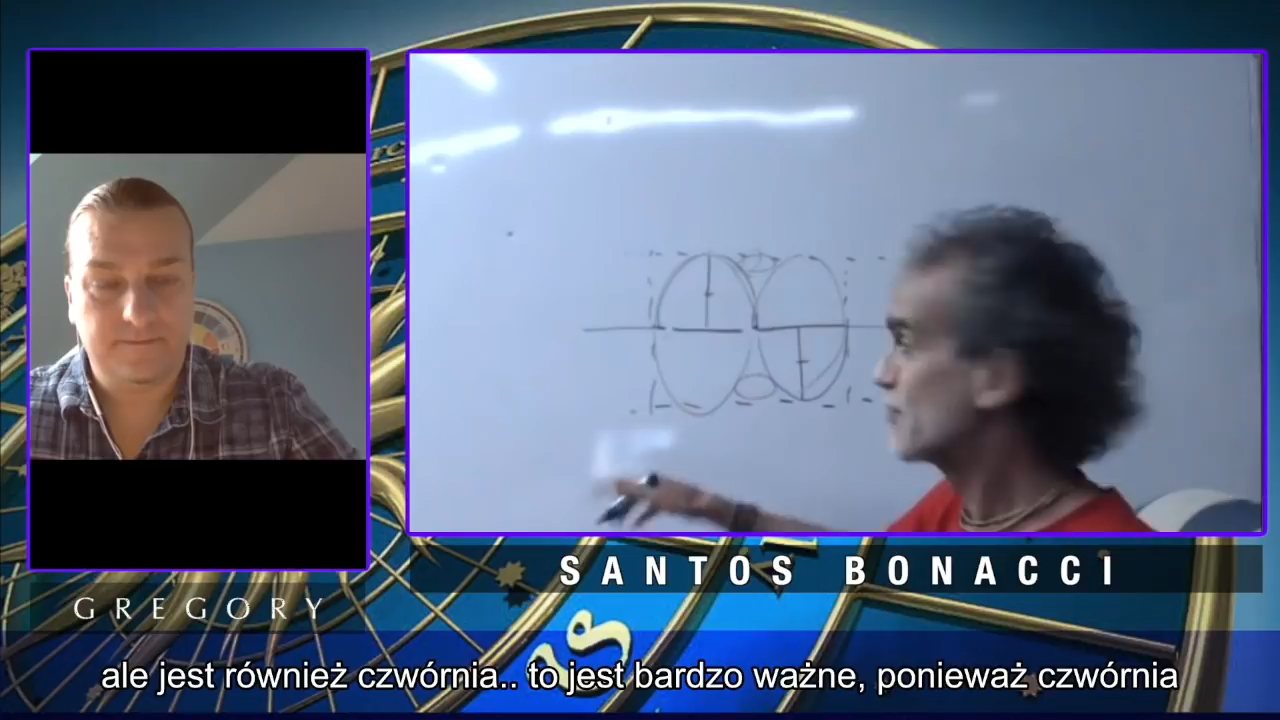 SANTOS BONACCI
GREGORY
ale jest również czwórnia.. to jest bardzo ważne, ponieważ czwórnia